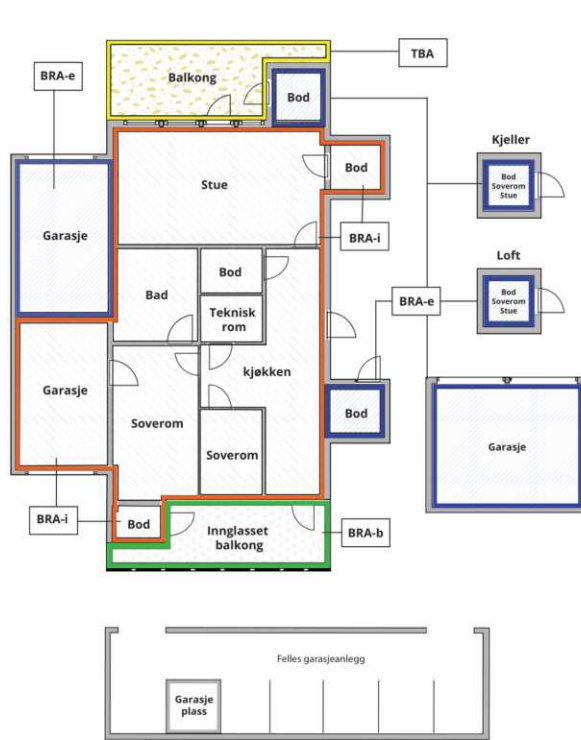 TBA
BRA-e
Balkong
Bod
Kjeller
Bod
Soverom
Stue
Stue
Bod
Garasje
BRA-i
Loft
Bod
Bad
Bod
Soverom
Stue
Teknisk
rom
BRA-e
Garasje
kjøkken
Bod
Soverom
Soverom
Garasje
BRA-i
Bod
Innglasset
balkong
BRA-b
Felles garasjeanlegg
Garasje
plass